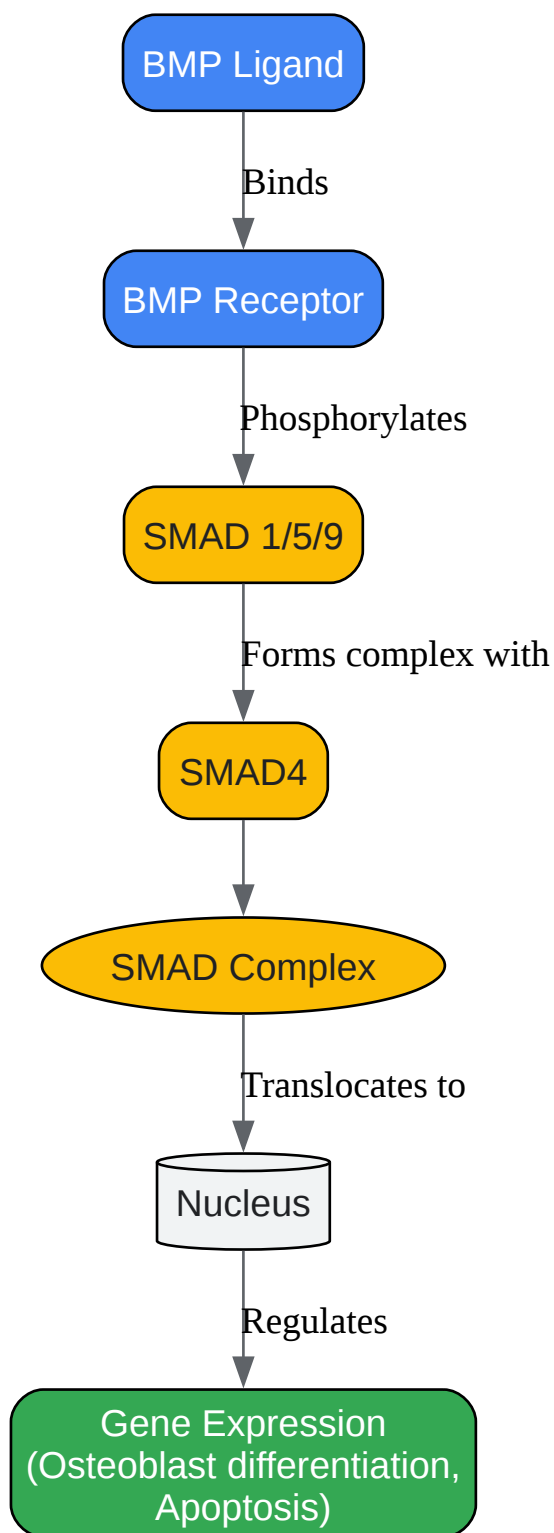 BMP Ligand
Binds
BMP Receptor
Phosphorylates
SMAD 1/5/9
Forms complex with
SMAD4
SMAD Complex
Translocates to
Nucleus
Regulates
Gene Expression
(Osteoblast differentiation,
Apoptosis)